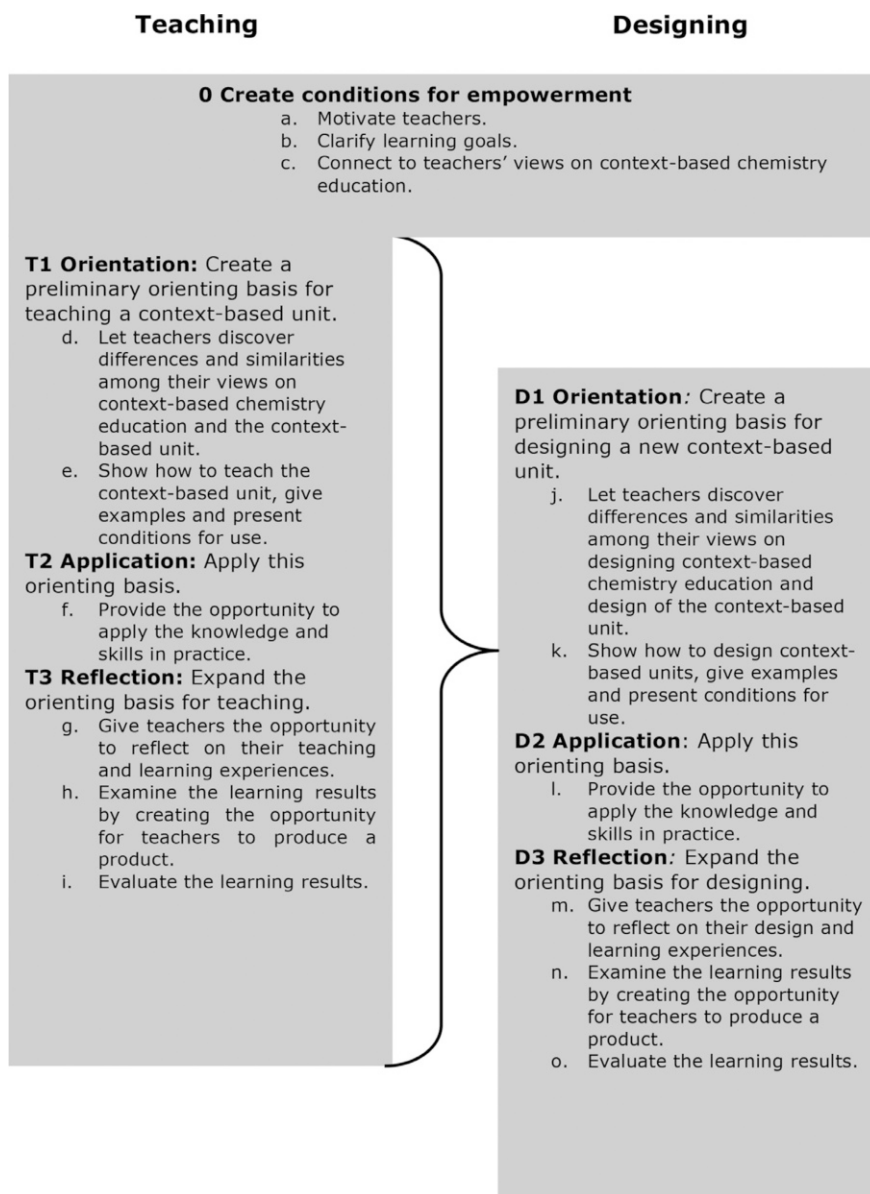 Teaching
Designing
0 Create conditions for empowerment
a. Motivate teachers.
b. Clarify learning goals.
c. Connect to teachers’ views on context-based chemistry
education.
T1 Orientation: Create a
preliminary orienting basis for
teaching a context-based unit.
d. Let teachers discover
differences and similarities
among their views on
context-based chemistry
education and the context-
based unit.
e. Show how to teach the
context-based unit, give
examples and present
conditions for use.
T2 Application: Apply this
orienting basis.
f. Provide the opportunity to
apply the knowledge and
skills in practice.
T3 Reflection: Expand the
orienting basis for teaching.
g. Give teachers the opportunity
to reflect on their teaching
and learning experiences.
h. Examine the learning results
by creating the opportunity
for teachers to produce a
product.
i. Evaluate the learning results.
D1 Orientation: Create a
preliminary orienting basis for
designing a new context-based
unit.
j. Let teachers discover
differences and similarities
among their views on
designing context-based
chemistry education and
design of the context-based
unit.
k. Show how to design context-
based units, give examples
and present conditions for
use.
D2 Application: Apply this
orienting basis.
l. Provide the opportunity to
apply the knowledge and
skills in practice.
D3 Reflection: Expand the
orienting basis for designing.
m. Give teachers the opportunity
to reflect on their design and
learning experiences.
n. Examine the learning results
by creating the opportunity
for teachers to produce a
product.
o. Evaluate the learning results.